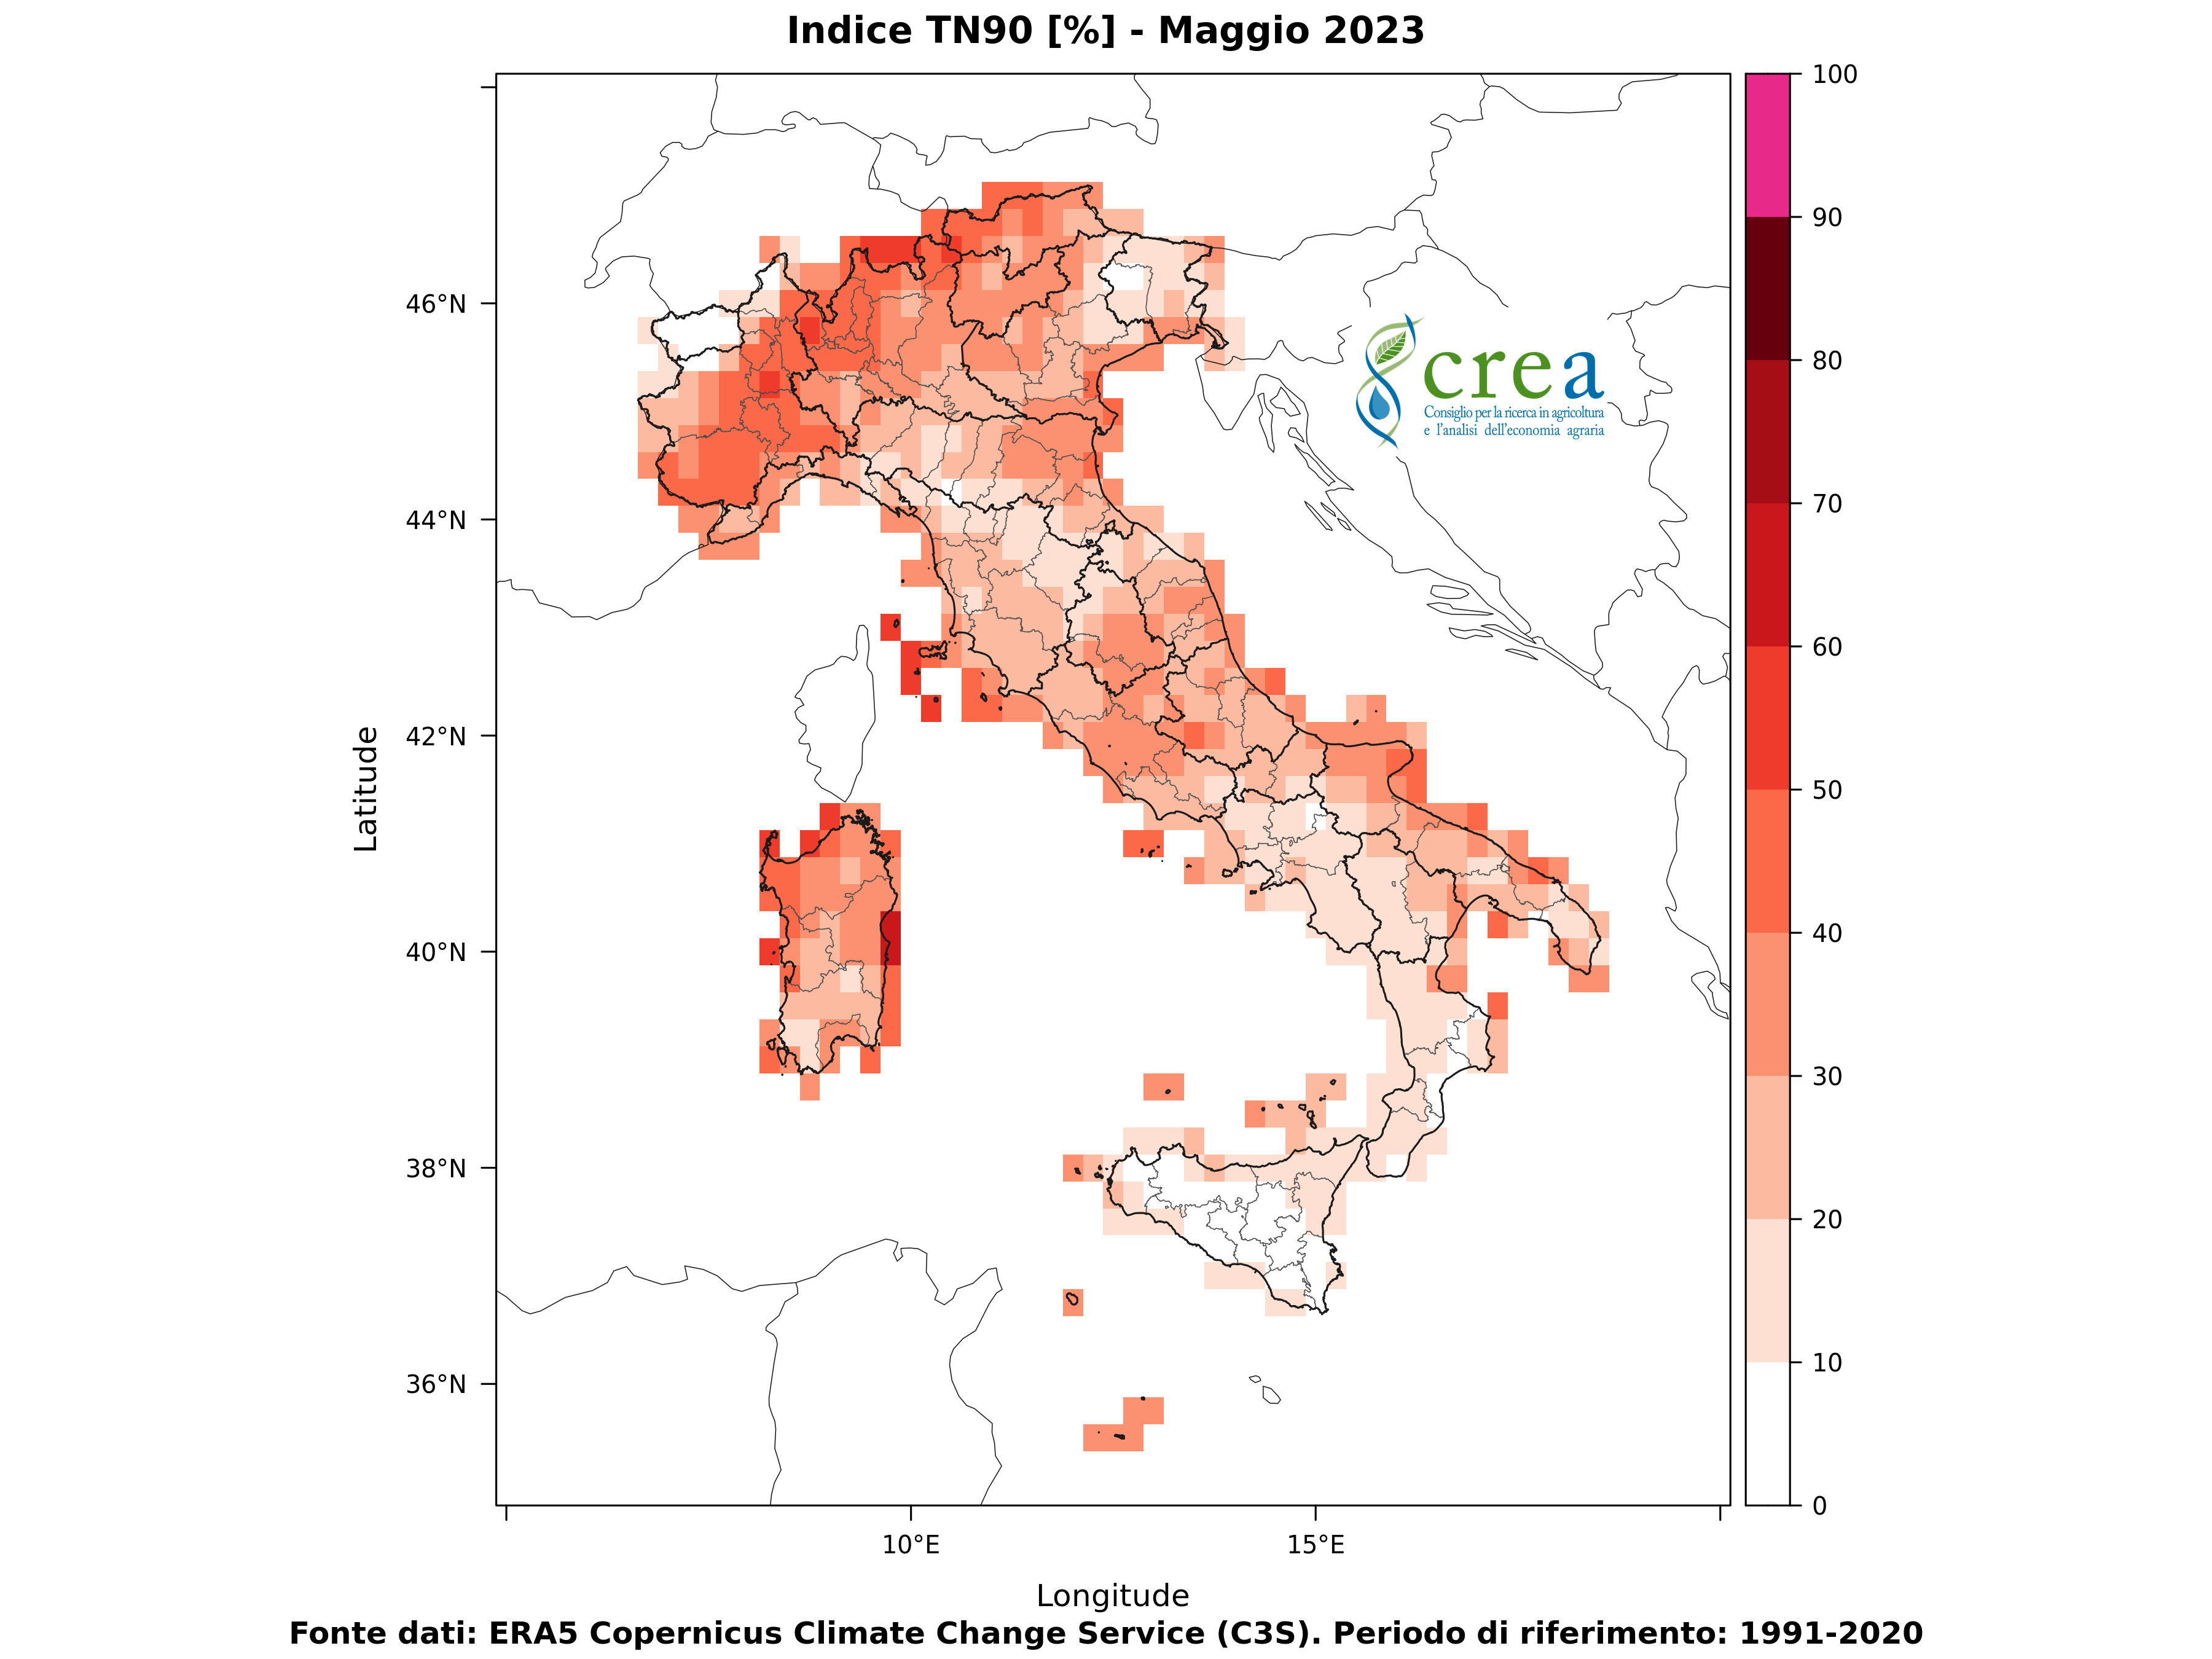 Indice TN90 [%] - Maggio 2023
100
90
80
70
60
50
40
30
20
10
0
46°N
44°N
42°N
40°N
38°N
36°N
Latitude
crea
Consiglio per la ricerca in agricoltura
e l'analisi dell'economia agraria
10°E
15°E
Longitude
Fonte dati: ERA5 Copernicus Climate Change Service (C3S). Periodo di riferimento: 1991-2020